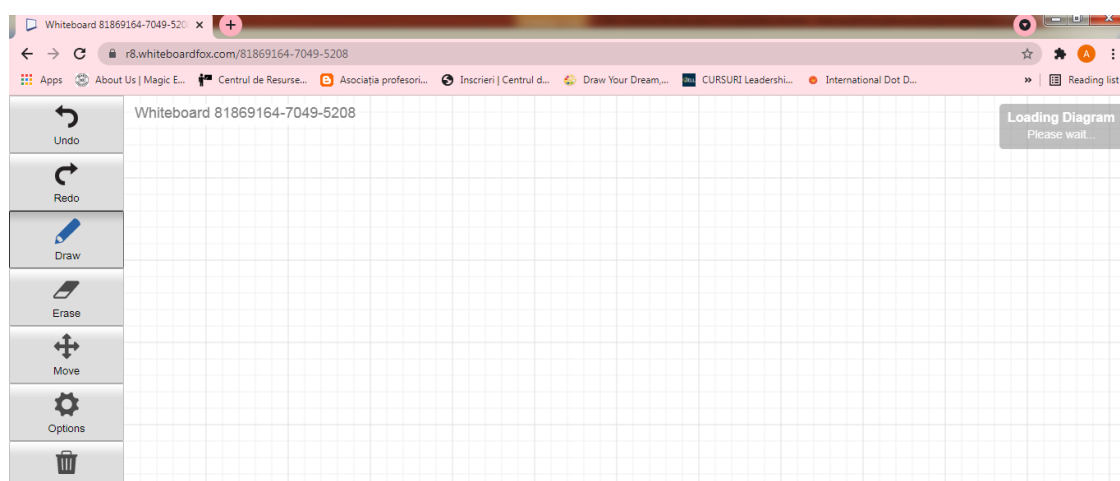 Whiteboard 81869164-7049-520
r8.whiteboardfox.com/81869164-7049-5208
A
Apps About Us | Magic E... Centrul de Resurse... Asociația profesori... Inscrieri | Centrul d... Draw Your Dream,... CURSURI Leadershi... International Dot D... » Reading list
Whiteboard 81869164-7049-5208
Loading Diagram
Please wait...
Undo
Redo
Draw
Erase
Move
Options